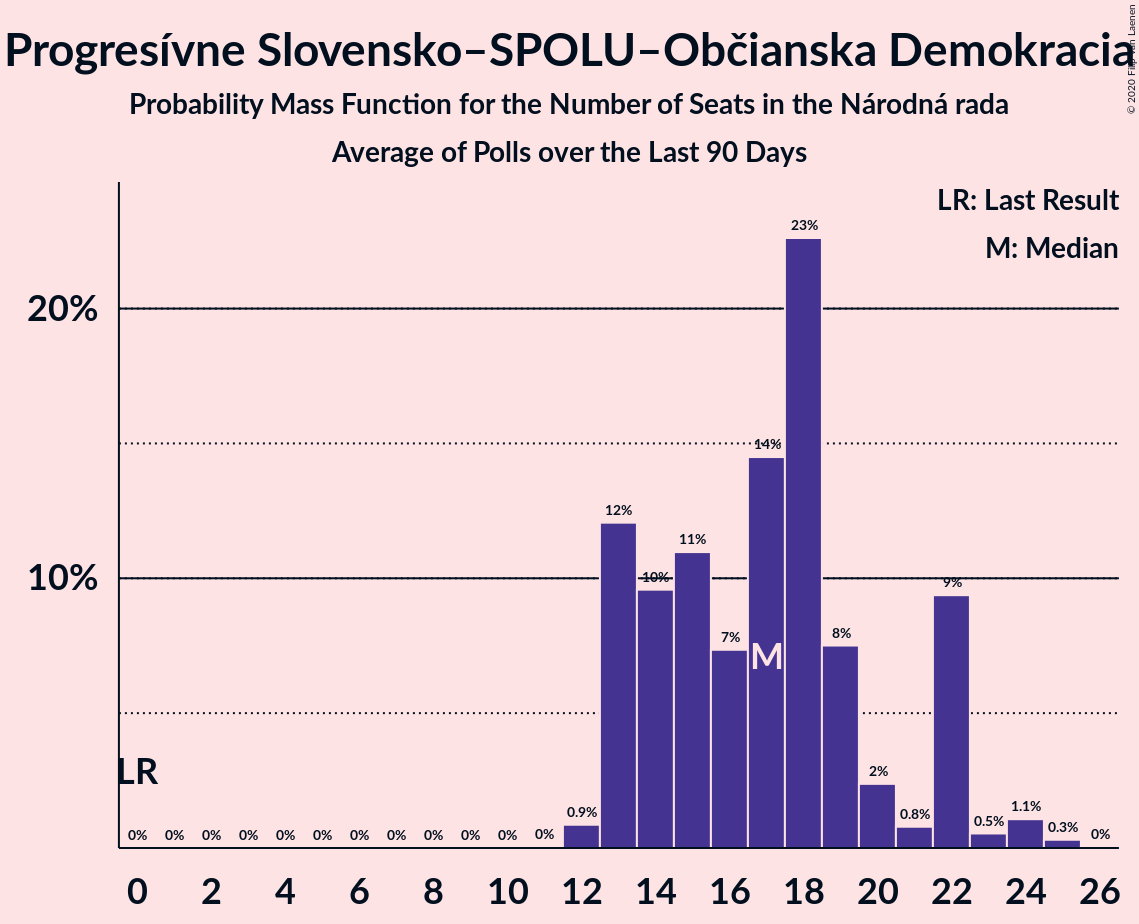 Progresívne Slovensko–SPOLU–Občianska Demokracia
Probability Mass Function for the Number of Seats in the Národná rada
Average of Polls over the Last 90 Days
© 2020 Filip van Laenen
LR: Last Result
M: Median
23%
20%
14%
12%
11%
10%
10%
9%
7%
8%
M
LR
2%
0% 0% 0% 0% 0% 0% 0% 0% 0% 0% 0% 0% 0.9% 0.8% 0.5% 1.1% 0.3% 0%
0 2 4 6 8 10 12 14 16 18 20 22 24 26